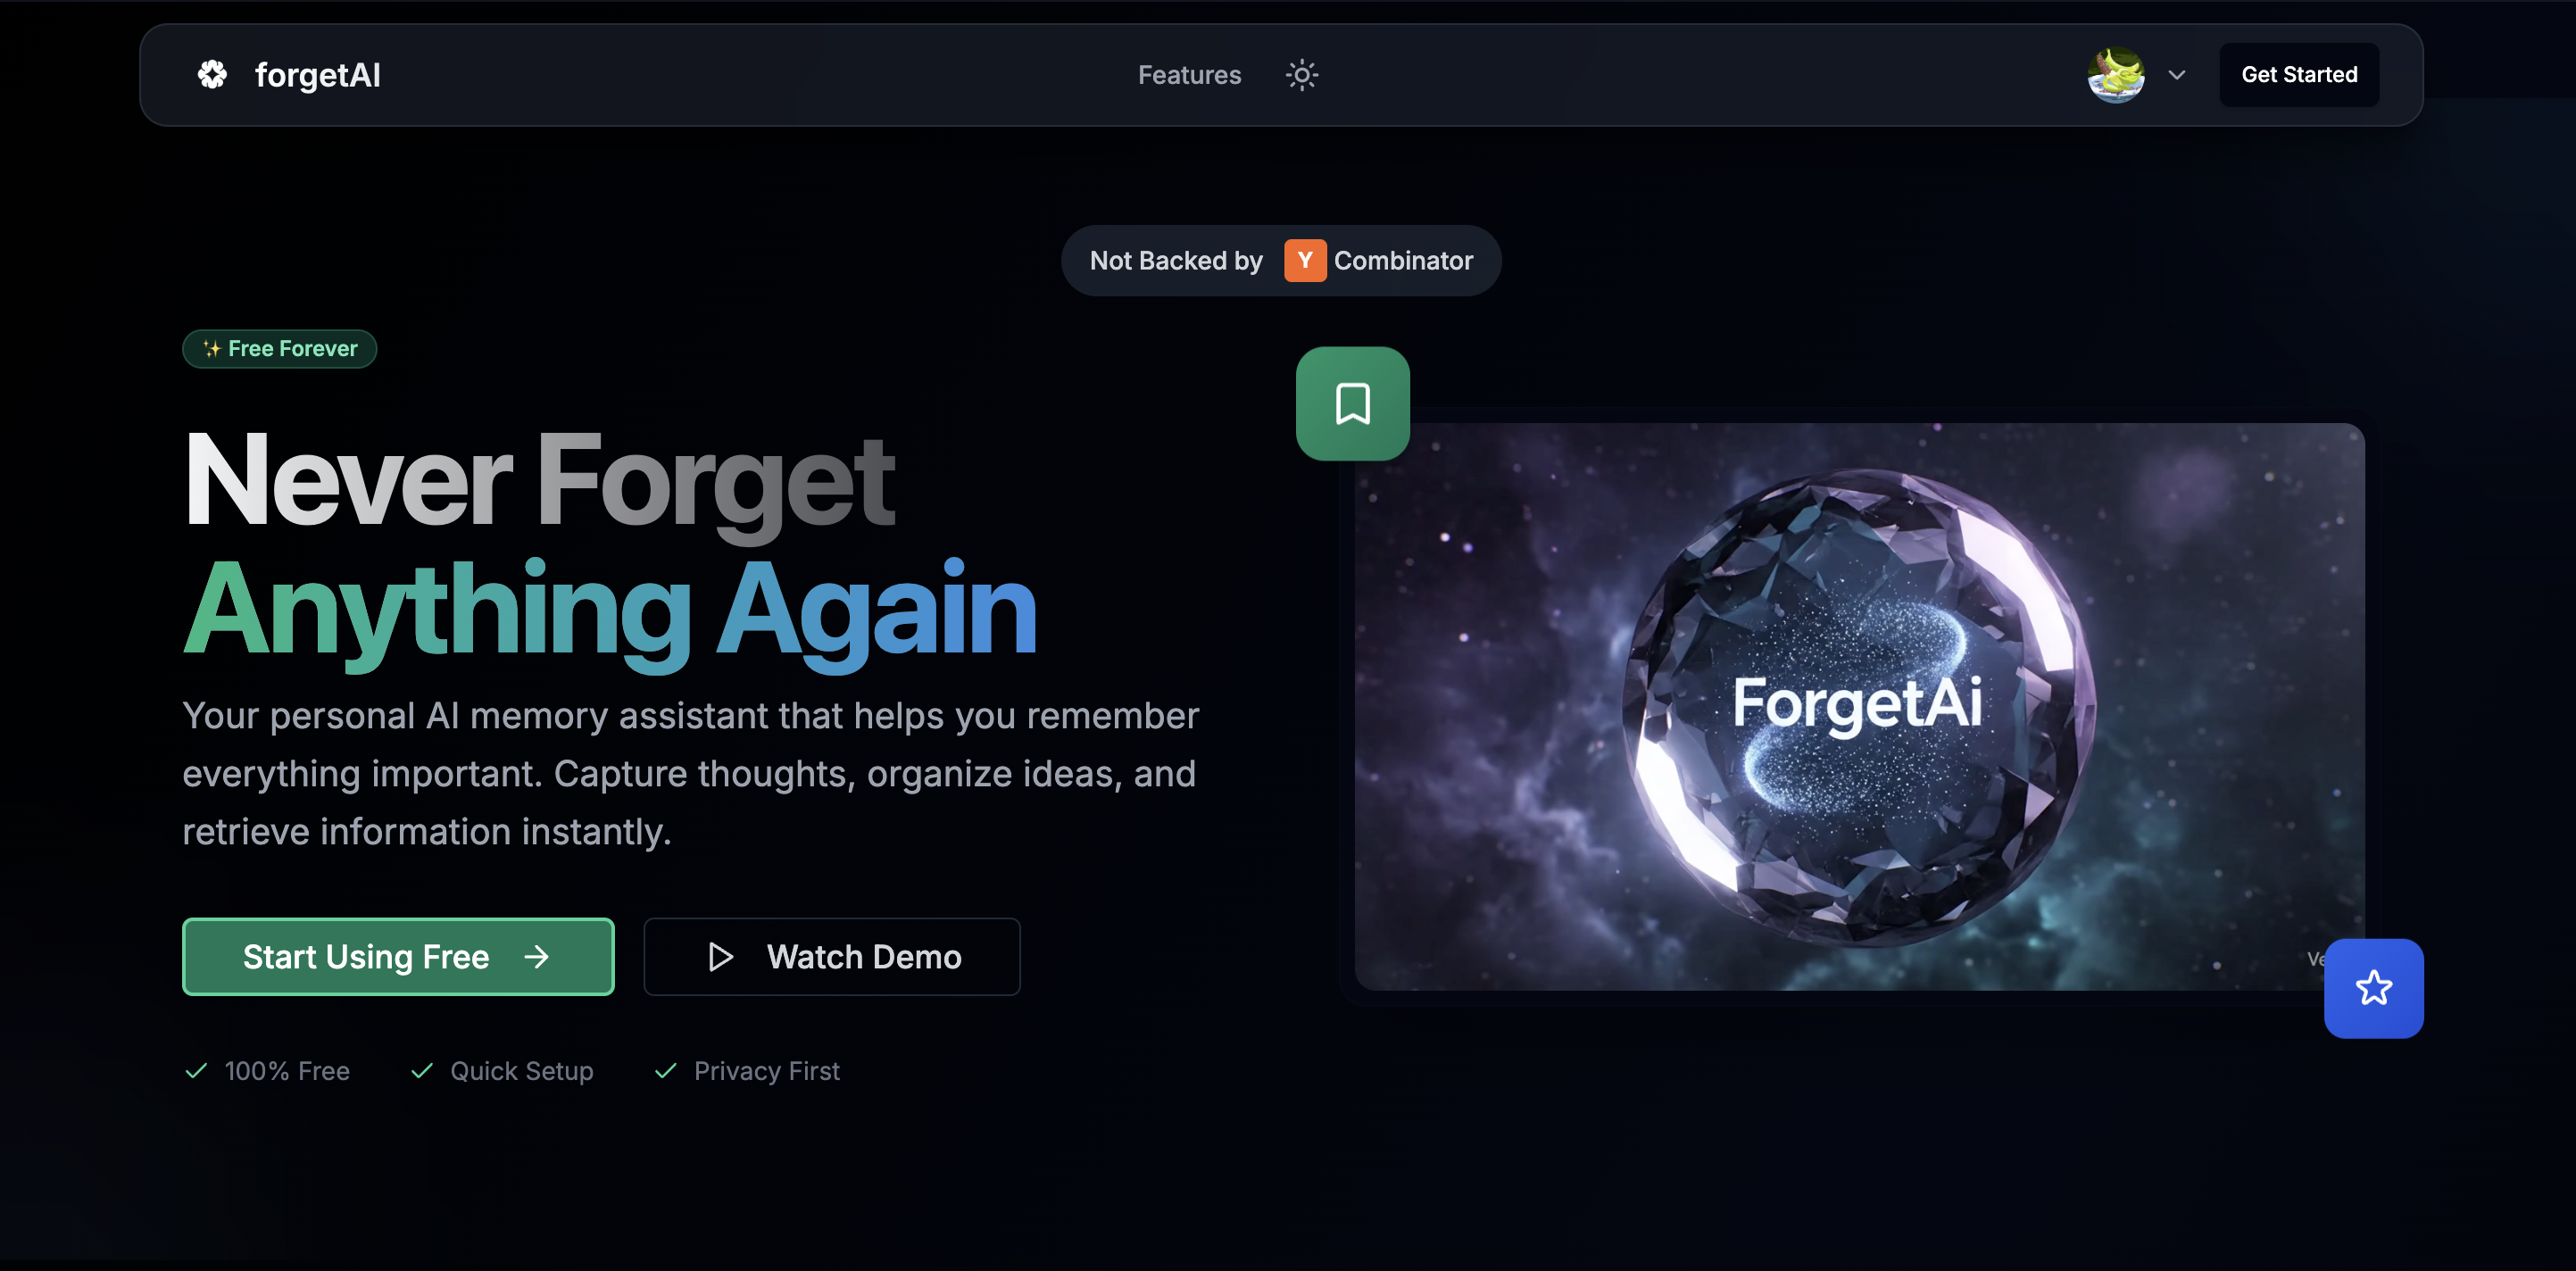 forgetAI
Features
Get Started
Not Backed by Y Combinator
✨ Free Forever
Never Forget
Anything Again
Your personal AI memory assistant that helps you remember
everything important. Capture thoughts, organize ideas, and
retrieve information instantly.
Start Using Free →
Watch Demo
100% Free
Quick Setup
Privacy First
ForgetAi